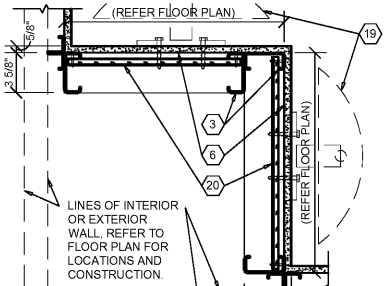 (REFER FLOOR PLAN)
19
5/8"
3 5/8"
3
6
(REFER FLOOR PLAN)
20
LINES OF INTERIOR
OR EXTERIOR
WALL, REFER TO
FLOOR PLAN FOR
LOCATIONS AND
CONSTRUCTION.